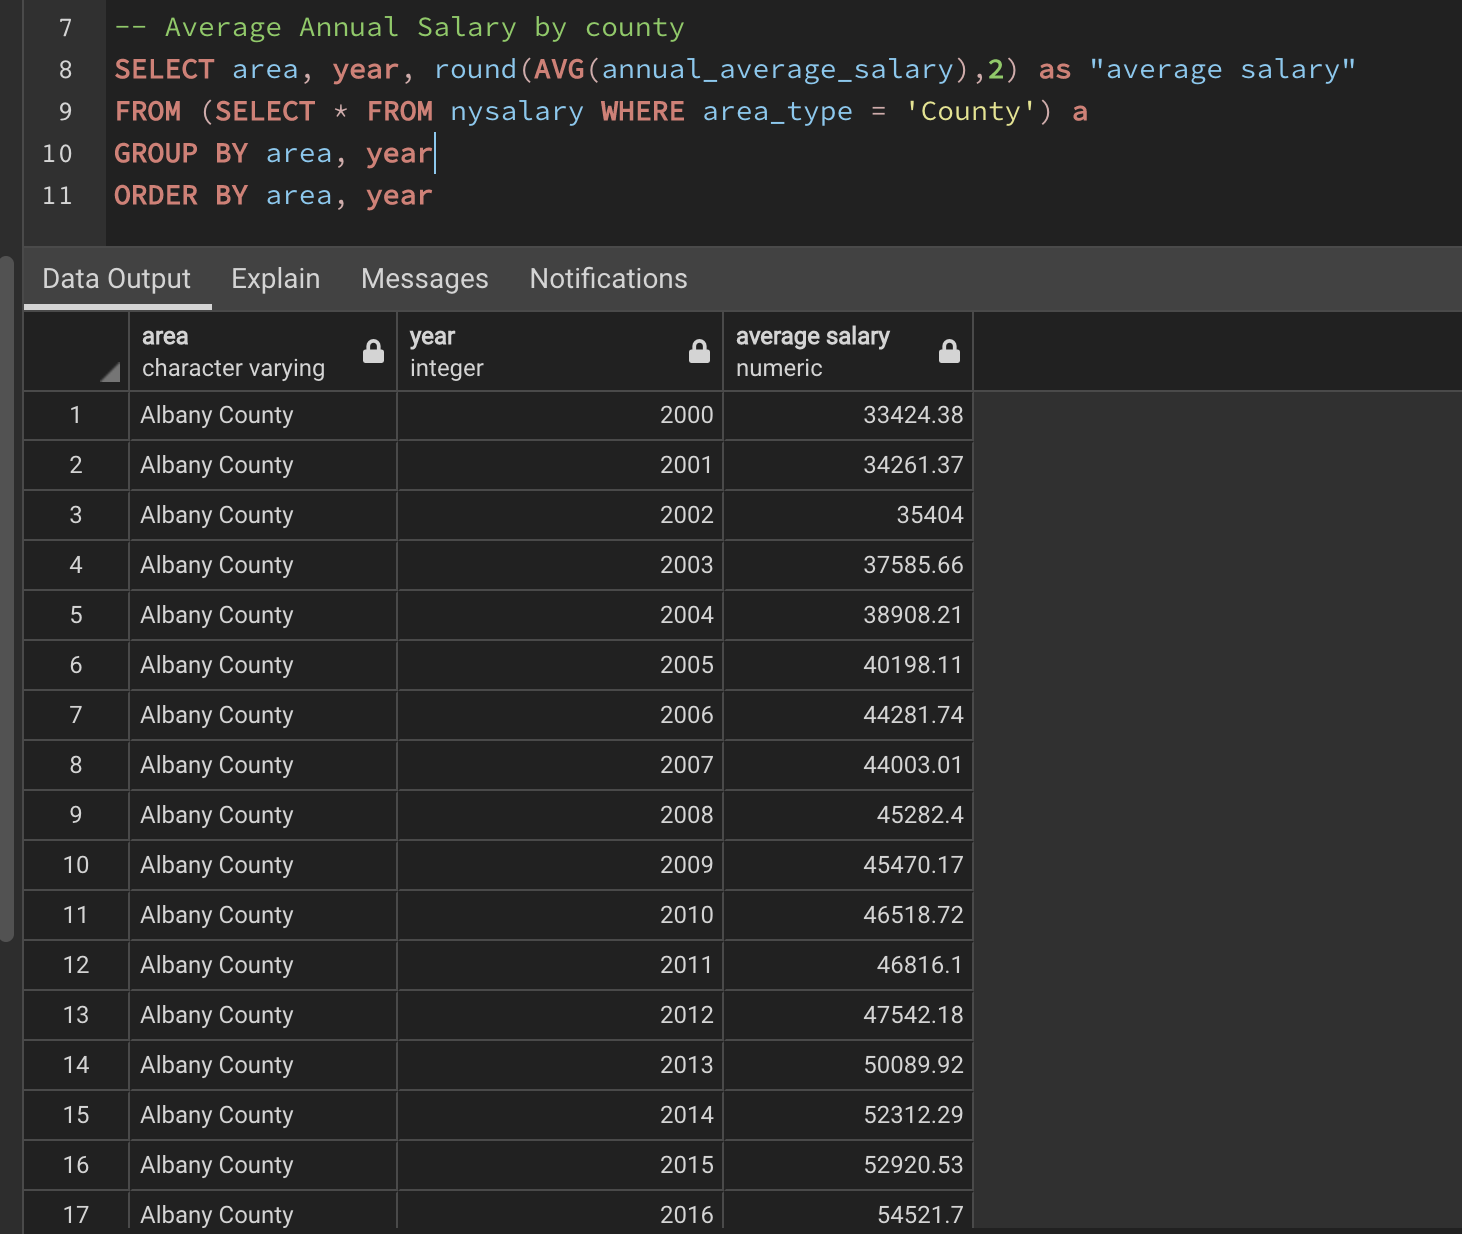 7 -- Average Annual Salary by county
8 SELECT area, year, round(AVG(annual_average_salary),2) as "average salary"
9 FROM (SELECT * FROM nysalary WHERE area_type = 'County') a
10 GROUP BY area, year
11 ORDER BY area, year
Data Output Explain Messages Notifications
area year average salary
character varying integer numeric
1 Albany County 2000 33424.38
2 Albany County 2001 34261.37
3 Albany County 2002 35404
4 Albany County 2003 37585.66
5 Albany County 2004 38908.21
6 Albany County 2005 40198.11
7 Albany County 2006 44281.74
8 Albany County 2007 44003.01
9 Albany County 2008 45282.4
10 Albany County 2009 45470.17
11 Albany County 2010 46518.72
12 Albany County 2011 46816.1
13 Albany County 2012 47542.18
14 Albany County 2013 50089.92
15 Albany County 2014 52312.29
16 Albany County 2015 52920.53
17 Albany County 2016 54521.7